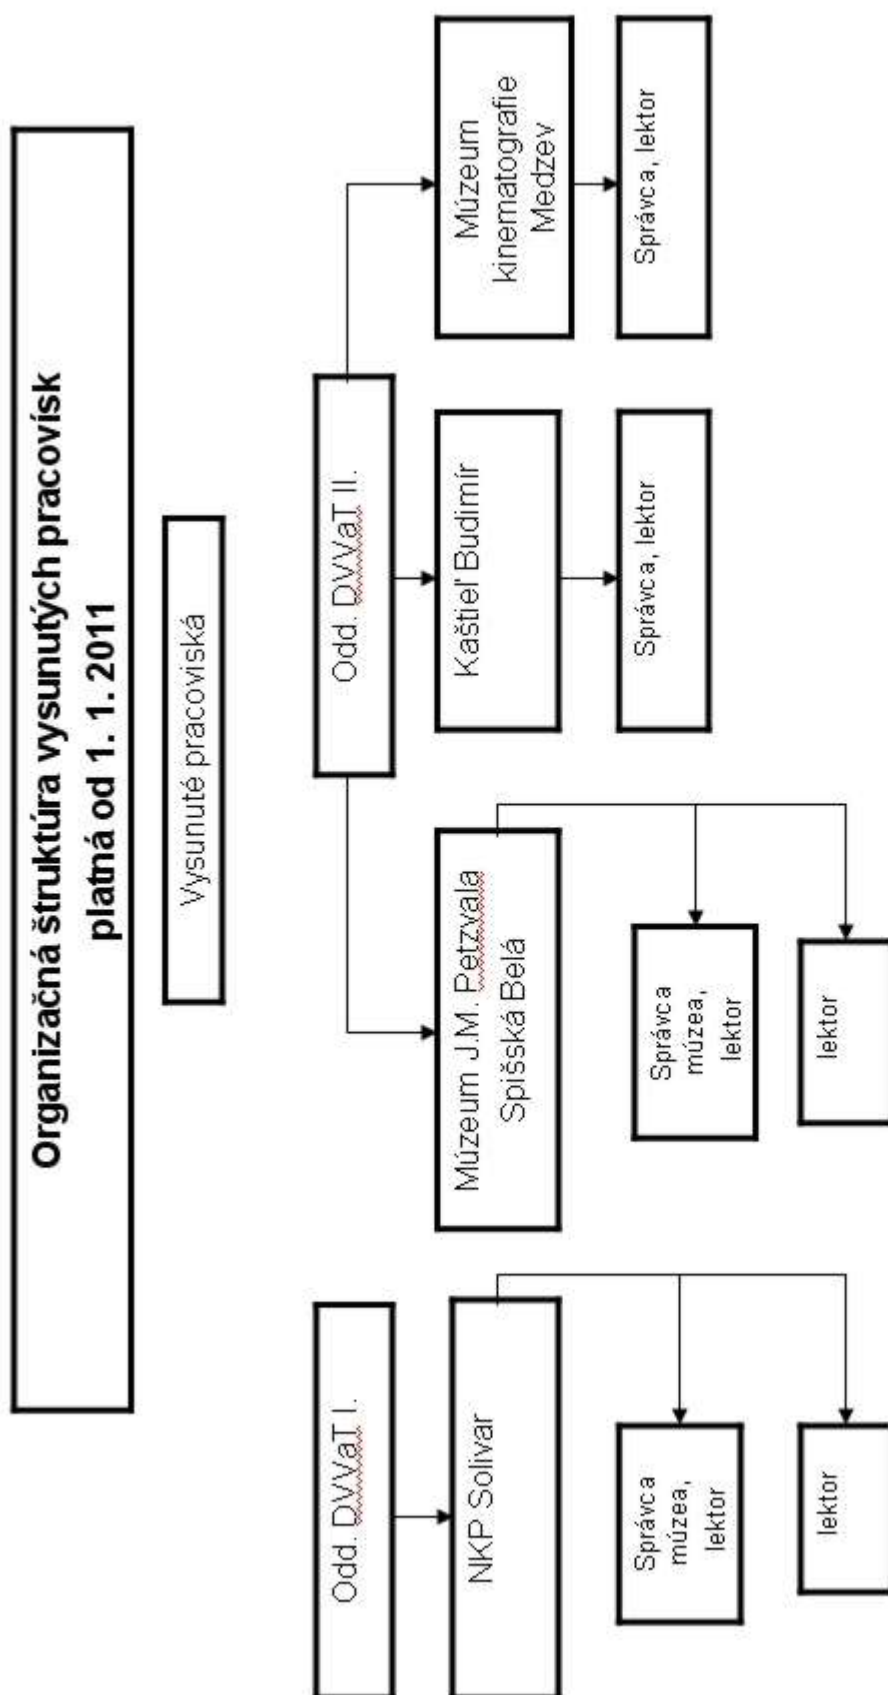 Organizačná štruktúra vysunutých pracovísk
platná od 1. 1. 2011
Vysunuté pracoviská
Odd. DVVaT I.
Odd. DVVaT II.
NKP Solivar
Múzeum J.M. Petzvala
Spišská Belá
Kaštieľ Budimír
Múzeum
kinematografie
Medzev
Správca
múzea,
lektor
lektor
Správca
múzea,
lektor
lektor
Správca, lektor
Správca, lektor